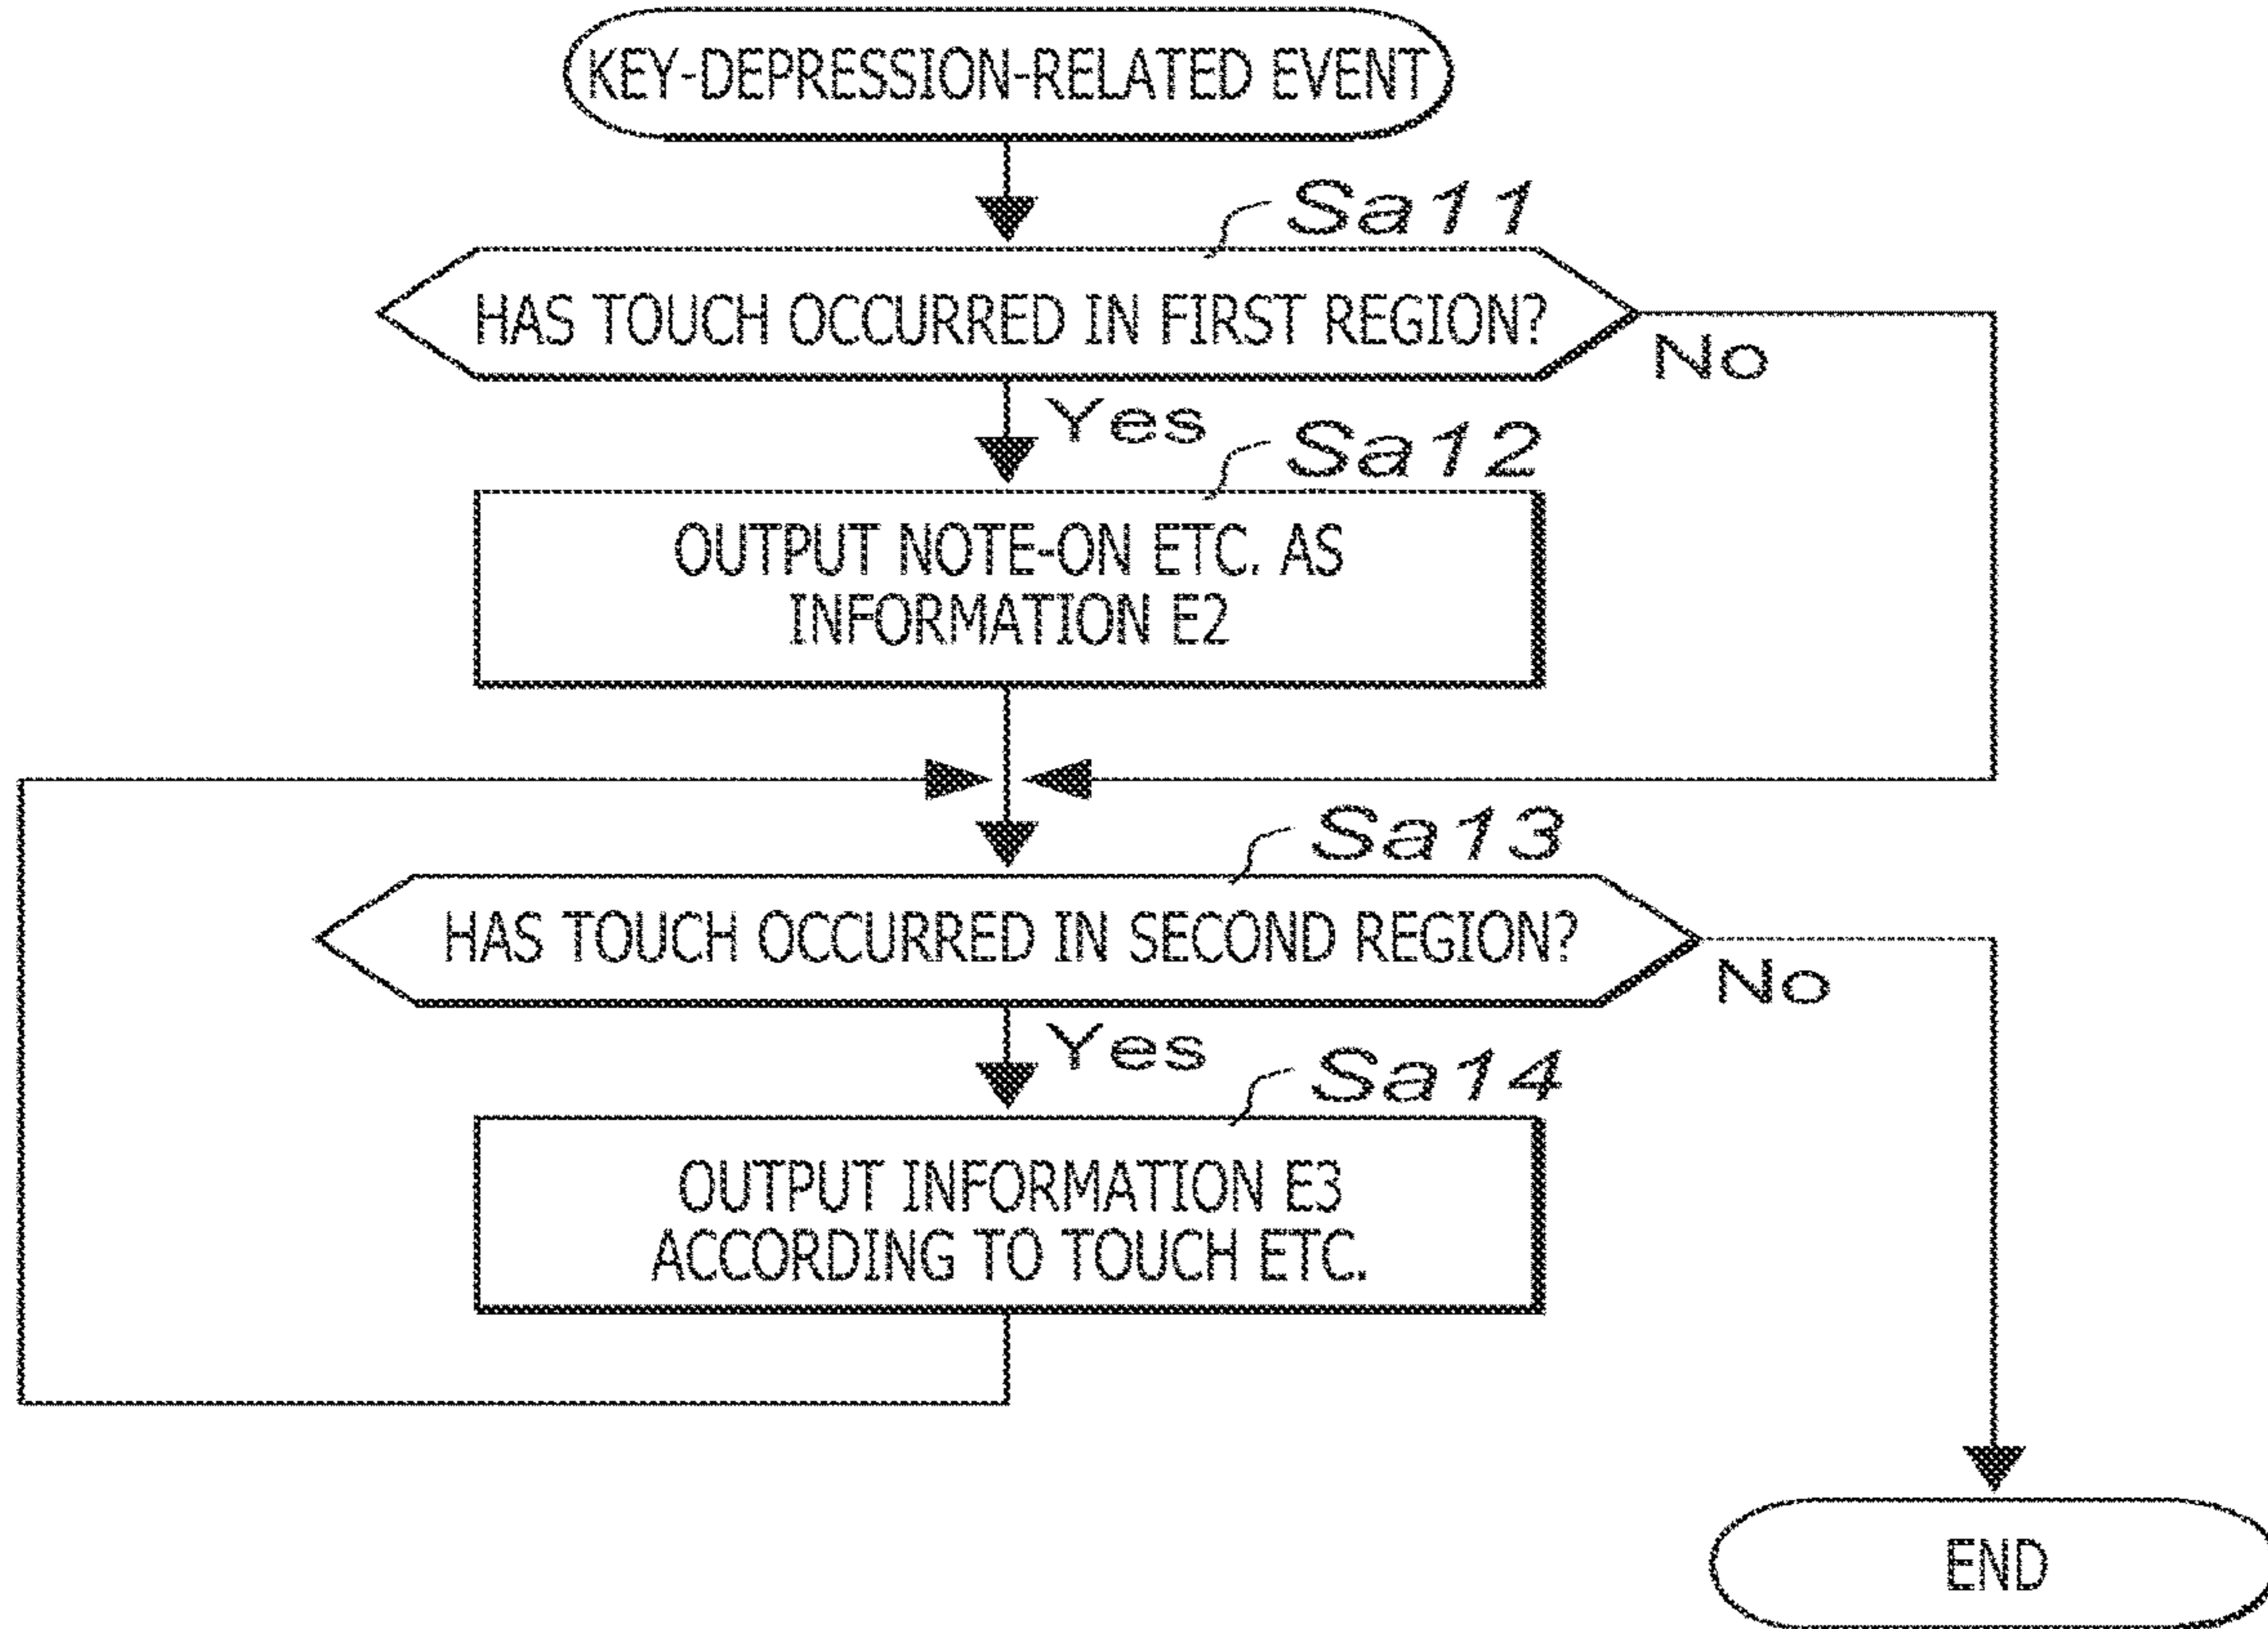 KEY-DEPRESSION-RELATED EVENT
Sa11
HAS TOUCH OCCURRED IN FIRST REGION?
No
Yes
Sa12
OUTPUT NOTE-ON ETC. AS
INFORMATION E2
Sa13
HAS TOUCH OCCURRED IN SECOND REGION?
No
Yes
Sa14
OUTPUT INFORMATION E3
ACCORDING TO TOUCH ETC.
END